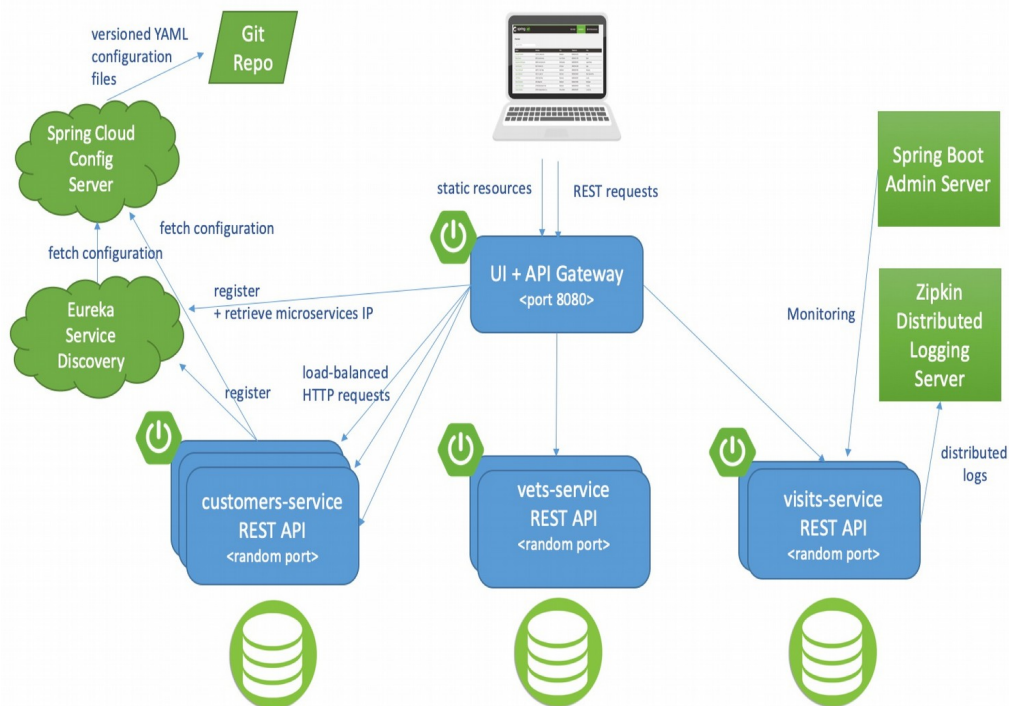 versioned YAML
configuration
files
Git
Repo
Spring Cloud
Config
Server
static resources
REST requests
Spring Boot
Admin Server
fetch configuration
fetch configuration
UI + API Gateway
<port 8080>
Eureka
Service
Discovery
register
+ retrieve microservices IP
Monitoring
Zipkin
Distributed
Logging
Server
load-balanced
HTTP requests
register
customers-service
REST API
<random port>
vets-service
REST API
<random port>
visits-service
REST API
<random port>
distributed
logs